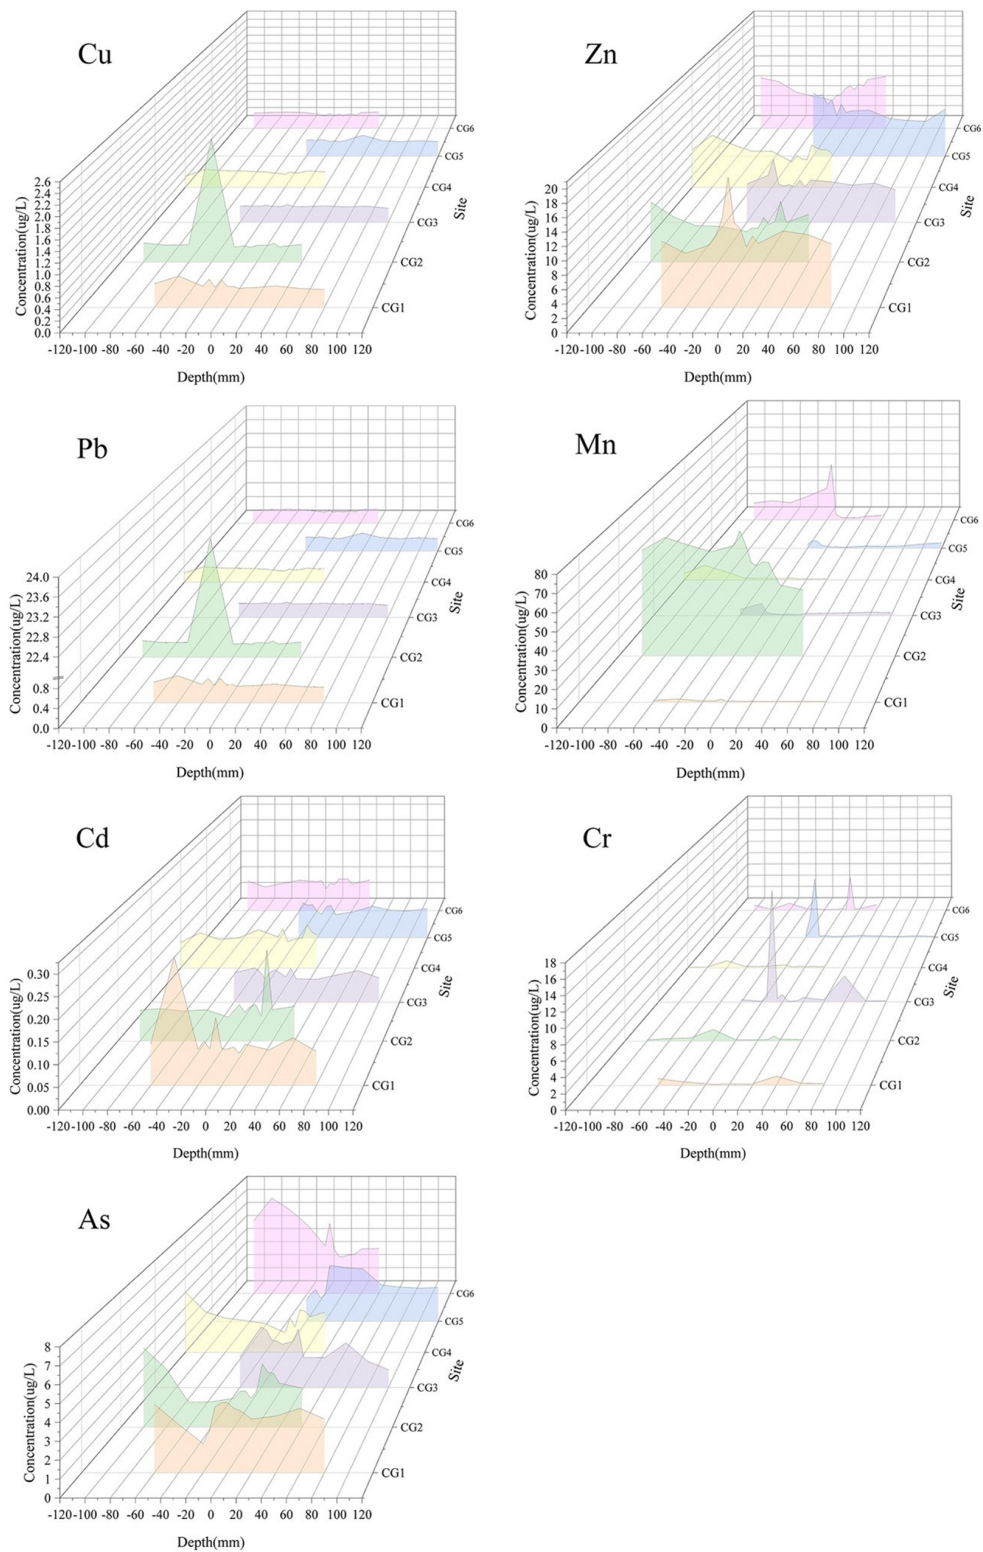 Cu
Concentration(ug/L)
2.6
2.4
2.2
2.0
1.8
1.6
1.4
1.2
1.0
0.8
0.6
0.4
0.2
0.0
-120 -100 -80 -60 -40 -20 0 20 40 60 80 100 120
Depth(mm)
CG6
CG5
CG4
CG3
CG2
CG1
Site
Zn
Concentration(ug/L)
20
18
16
14
12
10
8
6
4
2
0
-120 -100 -80 -60 -40 -20 0 20 40 60 80 100 120
Depth(mm)
CG6
CG5
CG4
CG3
CG2
CG1
Site
Pb
Concentration(ug/L)
24.0
23.6
23.2
22.8
22.4
0.8
0.4
0.0
-120 -100 -80 -60 -40 -20 0 20 40 60 80 100 120
Depth(mm)
CG6
CG5
CG4
CG3
CG2
CG1
Site
Mn
Concentration(ug/L)
80
70
60
50
40
30
20
10
0
-120 -100 -80 -60 -40 -20 0 20 40 60 80 100 120
Depth(mm)
CG6
CG5
CG4
CG3
CG2
CG1
Site
Cd
Concentration(ug/L)
0.30
0.25
0.20
0.15
0.10
0.05
0.00
-120 -100 -80 -60 -40 -20 0 20 40 60 80 100 120
Depth(mm)
CG6
CG5
CG4
CG3
CG2
CG1
Site
Cr
Concentration(ug/L)
18
16
14
12
10
8
6
4
2
0
-120 -100 -80 -60 -40 -20 0 20 40 60 80 100 120
Depth(mm)
CG6
CG5
CG4
CG3
CG2
CG1
Site
As
Concentration(ug/L)
8
7
6
5
4
3
2
1
0
-120 -100 -80 -60 -40 -20 0 20 40 60 80 100 120
Depth(mm)
CG6
CG5
CG4
CG3
CG2
CG1
Site